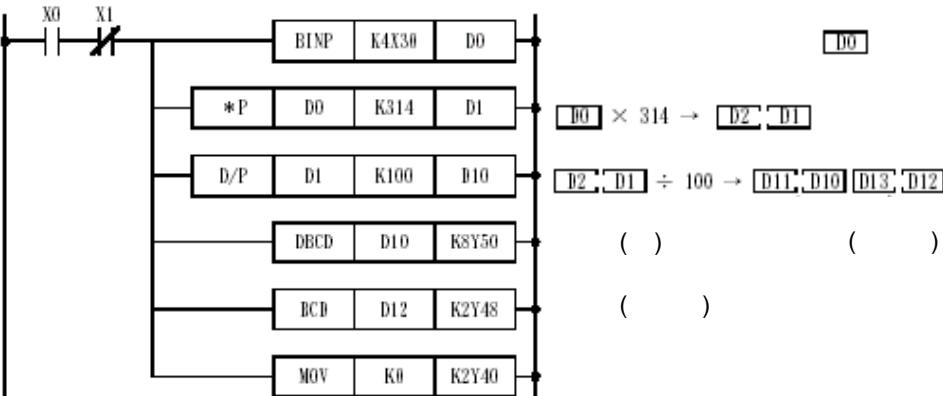 X0 X1
BINP K4X30 D0 D0
*P D0 K314 D1 D0 × 314 → D2 D1
D/P D1 K100 D10 D2 D1 ÷ 100 → D11 D10 D13 D12
DBCD D10 K8Y50 ( ) ( )
BCD D12 K2Y48 ( )
MOV K0 K2Y40